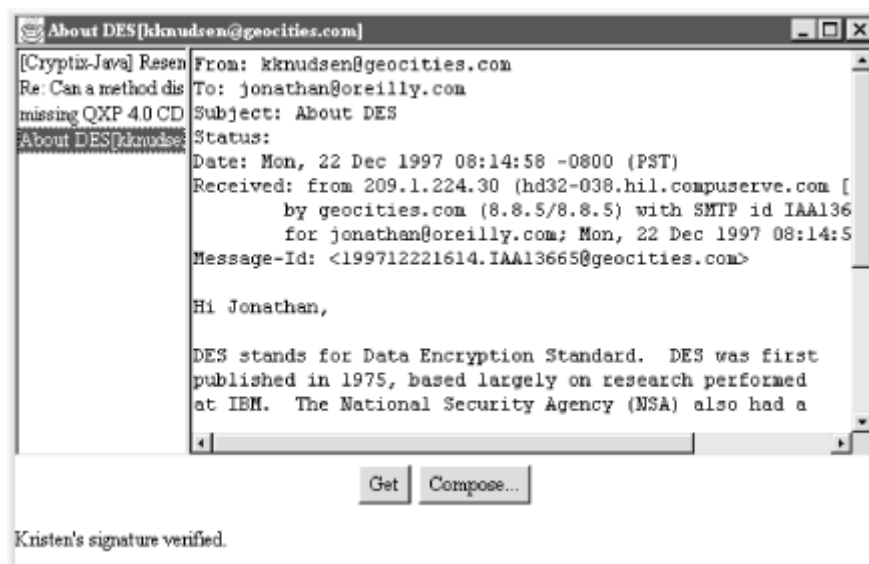 About DES[kknudsen@geocities.com]
[Cryptix-Java] Resen
Re: Can a method dis
missing QXP 4.0 CD
About DES[kknudse
From: kknudsen@geocities.com
To: jonathan@oreilly.com
Subject: About DES
Status:
Date: Mon, 22 Dec 1997 08:14:58 -0800 (PST)
Received: from 209.1.224.30 (hd32-038.hil.compuserve.com [
by geocities.com (8.8.5/8.8.5) with SMTP id IAA136
for jonathan@oreilly.com; Mon, 22 Dec 1997 08:14:5
Message-Id: <199712221614.IAA13665@geocities.com>
Hi Jonathan,
DES stands for Data Encryption Standard.  DES was first
published in 1975, based largely on research performed
at IBM.  The National Security Agency (NSA) also had a
Get Compose...
Kristen's signature verified.